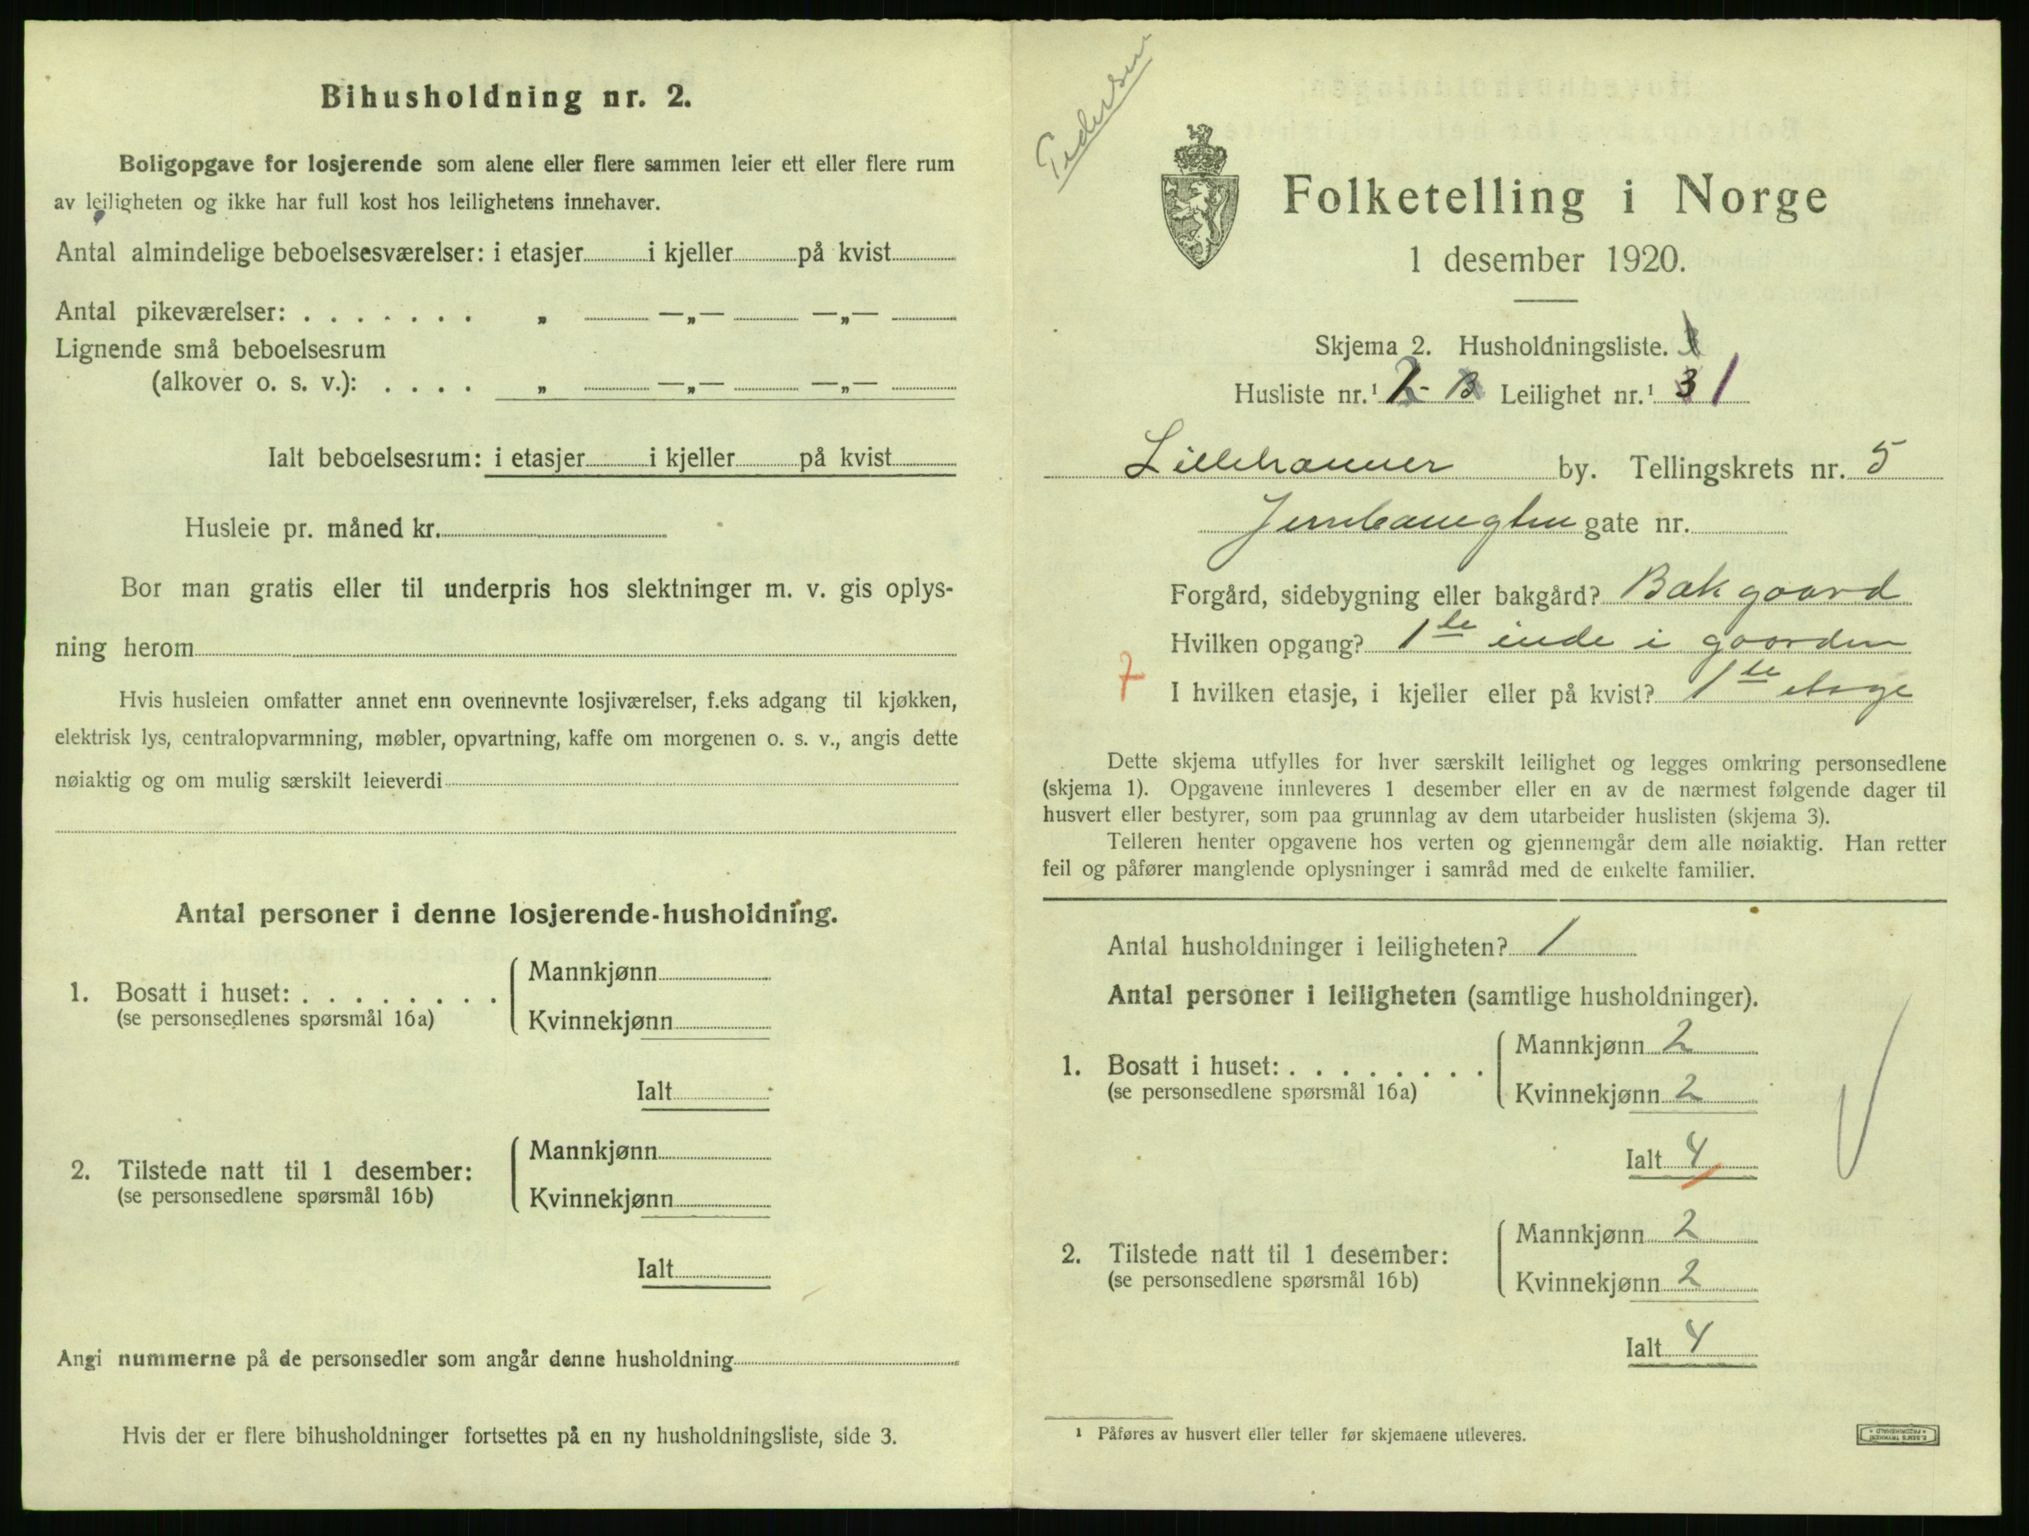 Bihusholdning nr. 2.
Boligopgave for losjerende som alene eller flere sammen leier ett eller flere rum
av leiligheten og ikke har full kost hos leilighetens innehaver.
Antal almindelige beboelsesværelser: i etasjer i kjeller på kvist
Antal pikeværelser: . . . . . . . „ —„— —„—
Lignende små beboelsesrum
(alkover o. s. v.): . . . . „ —„— —„—
Ialt beboelsesrum: i etasjer i kjeller på kvist
Husleie pr. måned kr.
Bor man gratis eller til underpris hos slektninger m. v. gis oplys-
ning herom
Hvis husleien omfatter annet enn ovennevnte losjiværelser, f.eks adgang til kjøkken,
elektrisk lys, centralopvarmning, møbler, opvartning, kaffe om morgenen o. s. v., angis dette
nøiaktig og om mulig særskilt leieverdi
Antal personer i denne losjerende-husholdning.
1. Bosatt i huset: . . . . . . . .
(se personsedlenes spørsmål 16a)
Mannkjønn
Kvinnekjønn
Ialt
2. Tilstede natt til 1 desember:
(se personsedlene spørsmål 16b)
Mannkjønn
Kvinnekjønn
Ialt
Angi nummerne på de personsedler som angår denne husholdning
Hvis der er flere bihusholdninger fortsettes på en ny husholdningsliste, side 3.
Pedersen
Folketelling i Norge
1 desember 1920.
Skjema 2. Husholdningsliste.
Husliste nr.¹ 2 - Leilighet nr.¹ 3 1
Lillehammer by. Tellingskrets nr. 5
Jernbanegten gate nr.
Forgård, sidebygning eller bakgård? Bakgaard
Hvilken opgang? 1te inde i gaarden
7
I hvilken etasje, i kjeller eller på kvist? 1te etage
Dette skjema utfylles for hver særskilt leilighet og legges omkring personsedlene
(skjema 1). Opgavene innleveres 1 desember eller en av de nærmest følgende dager til
husvert eller bestyrer, som paa grunnlag av dem utarbeider huslisten (skjema 3).
Telleren henter opgavene hos verten og gjennemgår dem alle nøiaktig. Han retter
feil og påfører manglende oplysninger i samråd med de enkelte familier.
Antal husholdninger i leiligheten? 1
Antal personer i leiligheten (samtlige husholdninger).
1. Bosatt i huset: . . . . . . . .
(se personsedlene spørsmål 16a)
Mannkjønn 2
Kvinnekjønn 2
Ialt 4
2. Tilstede natt til 1 desember:
(se personsedlene spørsmål 16b)
Mannkjønn 2
Kvinnekjønn 2
Ialt 4
¹ Påføres av husvert eller teller før skjemaene utleveres.